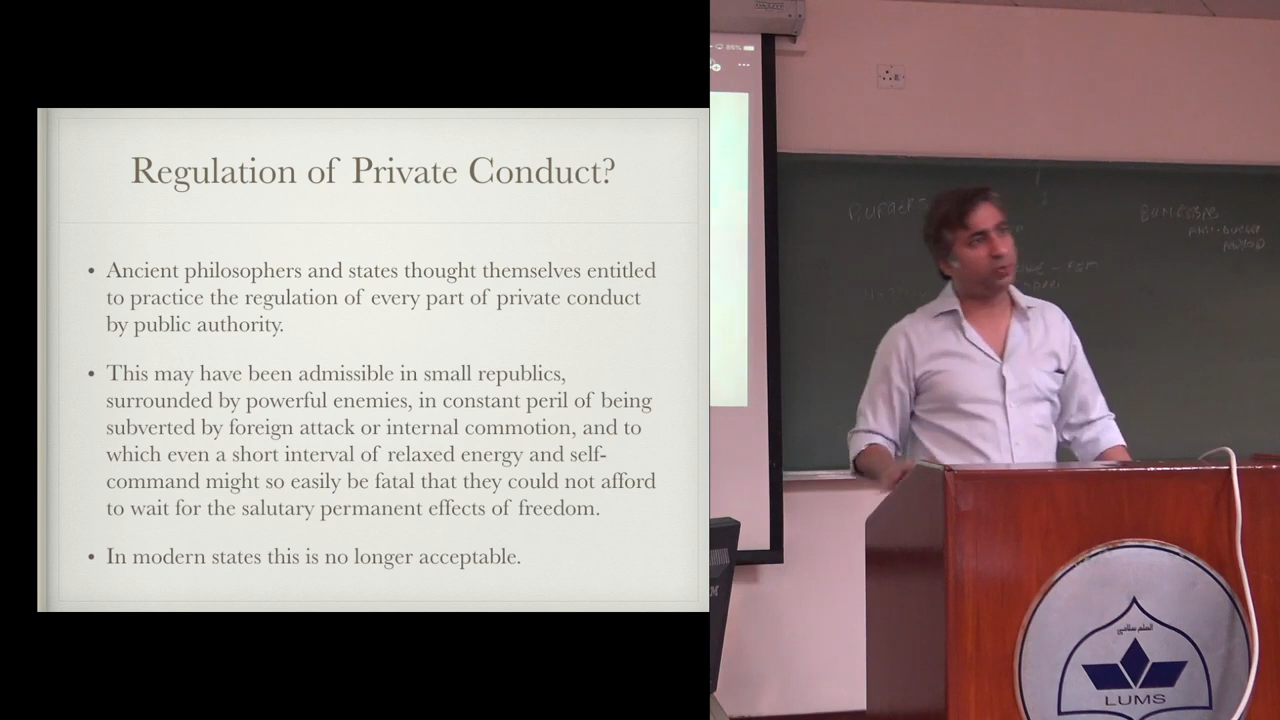 Regulation of Private Conduct?
• Ancient philosophers and states thought themselves entitled
to practice the regulation of every part of private conduct
by public authority.
• This may have been admissible in small republics,
surrounded by powerful enemies, in constant peril of being
subverted by foreign attack or internal commotion, and to
which even a short interval of relaxed energy and self-
command might so easily be fatal that they could not afford
to wait for the salutary permanent effects of freedom.
• In modern states this is no longer acceptable.
86%
LUMS